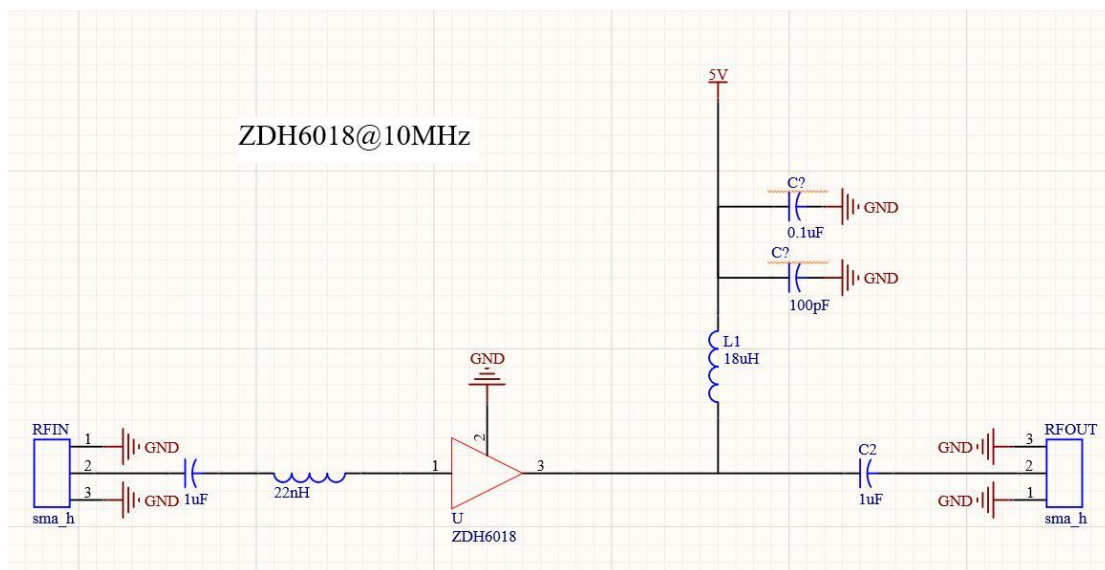 5V
ZDH6018@10MHz
C?
GND
0.1uF
C?
GND
100pF
L1
18uH
GND
2
RFIN
1
GND
2
3
GND
sma_h
1uF
22nH
1
3
U
ZDH6018
C2
1uF
RFOUT
GND
3
2
GND
1
sma_h